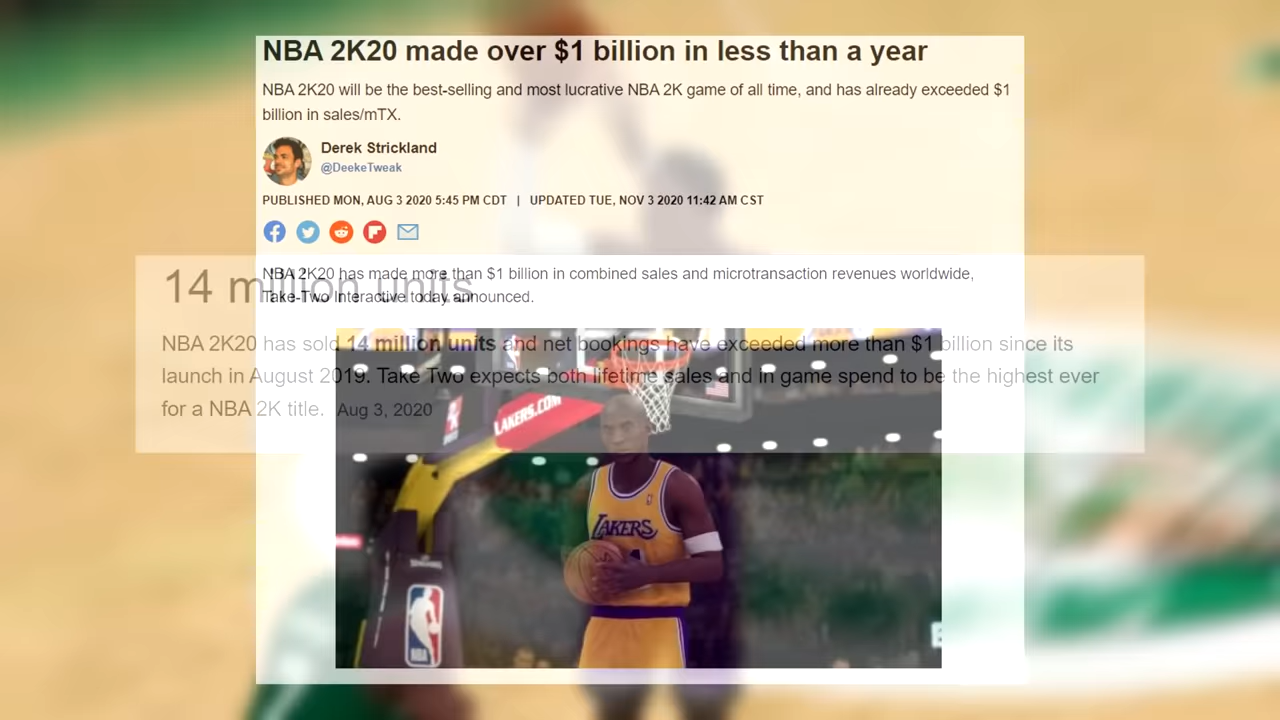 NBA 2K20 made over $1 billion in less than a year
NBA 2K20 will be the best-selling and most lucrative NBA 2K game of all time, and has already exceeded $1
billion in sales/mTX.
Derek Strickland
@DeekeTweak
PUBLISHED MON, AUG 3 2020 5:45 PM CDT | UPDATED TUE, NOV 3 2020 11:42 AM CST
NBA 2K20 has made more than $1 billion in combined sales and microtransaction revenues worldwide,
Take-Two Interactive today announced.
14 million units
NBA 2K20 has sold 14 million units and net bookings have exceeded more than $1 billion since its
launch in August 2019. Take Two expects both lifetime sales and in game spend to be the highest ever
for a NBA 2K title. Aug 3, 2020
LAKERS.COM
LAKERS
SPALDING
NBA